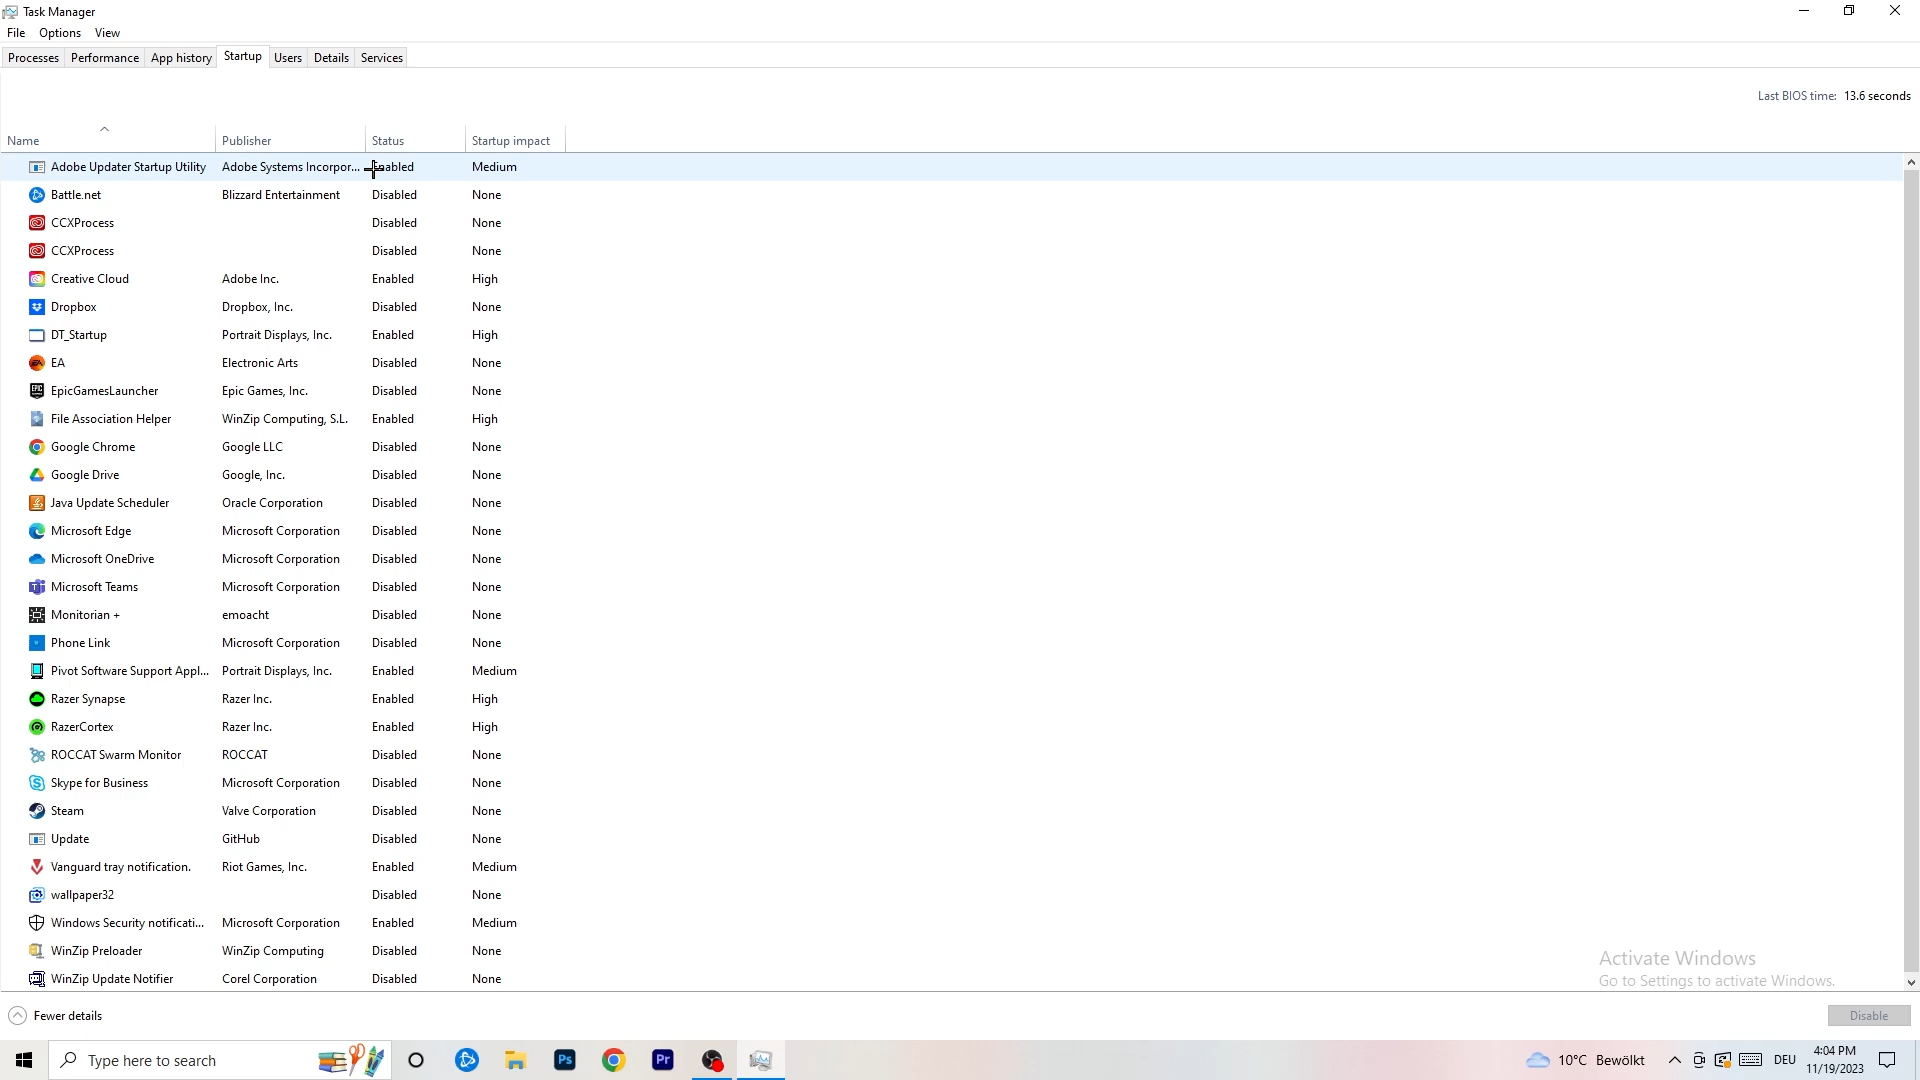 Task Manager
File Options View
Processes Performance App history Startup Users Details Services
Last BIOS time: 13.6 seconds
Name Publisher Status Startup impact
Adobe Updater Startup Utility Adobe Systems Incorpor... Enabled Medium
Battle.net Blizzard Entertainment Disabled None
CCXProcess Disabled None
CCXProcess Disabled None
Creative Cloud Adobe Inc. Enabled High
Dropbox Dropbox, Inc. Disabled None
DT_Startup Portrait Displays, Inc. Enabled High
EA Electronic Arts Disabled None
EpicGamesLauncher Epic Games, Inc. Disabled None
File Association Helper WinZip Computing, S.L. Enabled High
Google Chrome Google LLC Disabled None
Google Drive Google, Inc. Disabled None
Java Update Scheduler Oracle Corporation Disabled None
Microsoft Edge Microsoft Corporation Disabled None
Microsoft OneDrive Microsoft Corporation Disabled None
Microsoft Teams Microsoft Corporation Disabled None
Monitorian + emoacht Disabled None
Phone Link Microsoft Corporation Disabled None
Pivot Software Support Appl... Portrait Displays, Inc. Enabled Medium
Razer Synapse Razer Inc. Enabled High
RazerCortex Razer Inc. Enabled High
ROCCAT Swarm Monitor ROCCAT Disabled None
Skype for Business Microsoft Corporation Disabled None
Steam Valve Corporation Disabled None
Update GitHub Disabled None
Vanguard tray notification. Riot Games, Inc. Enabled Medium
wallpaper32 Disabled None
Windows Security notificati... Microsoft Corporation Enabled Medium
WinZip Preloader WinZip Computing Disabled None
WinZip Update Notifier Corel Corporation Disabled None
Activate Windows
Go to Settings to activate Windows.
Fewer details Disable
Type here to search Ps Pr 10°C Bewölkt DEU 4:04 PM
11/19/2023